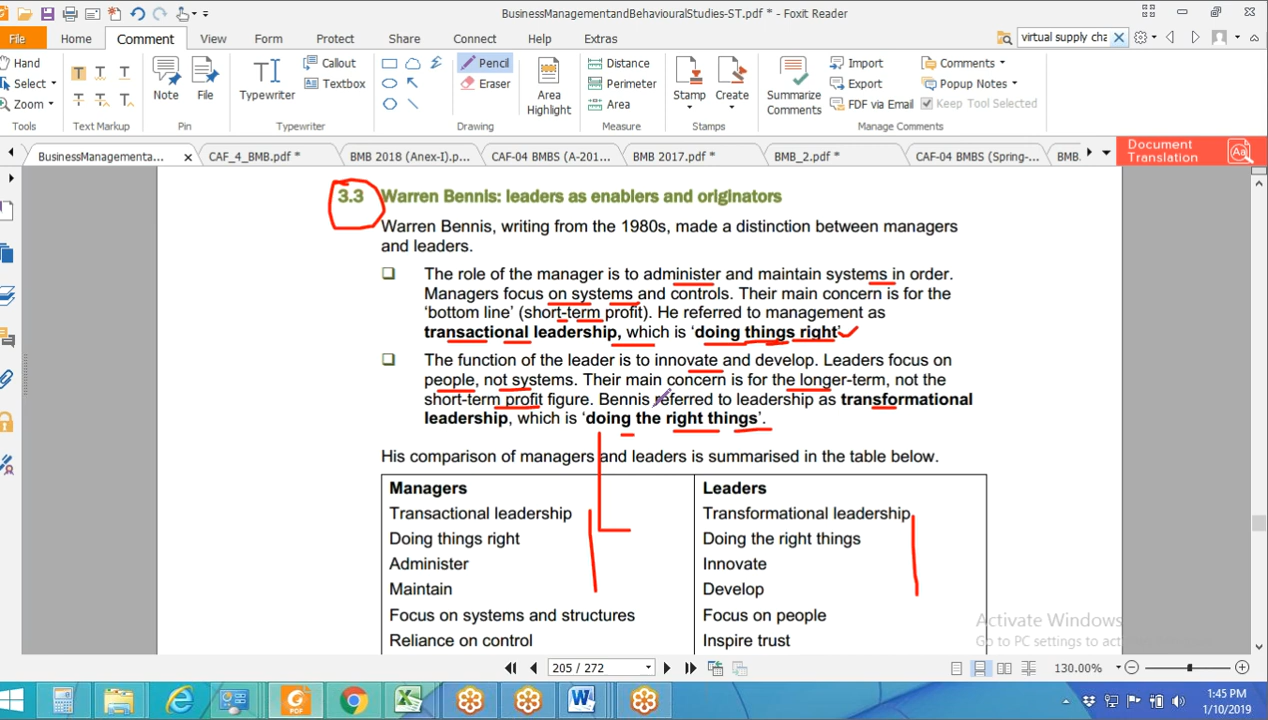 BusinessManagementandBehaviouralStudies-ST.pdf * - Foxit Reader
File Home Comment View Form Protect Share Connect Help Extras virtual supply cha
Hand Note File Typewriter Callout Pencil Area Highlight Distance Stamp Create Summarize Comments Import Comments
Select Textbox Eraser Perimeter Export Popup Notes
Zoom Area FDF via Email Keep Tool Selected
Tools Text Markup Pin Typewriter Drawing Measure Stamps Manage Comments
BusinessManagementa... CAF_4_BMB.pdf * BMB 2018 (Anex-I).p... CAF-04 BMBS (A-201... BMB 2017.pdf * BMB_2.pdf * CAF-04 BMBS (Spring-... BMB. Document Translation
3.3 Warren Bennis: leaders as enablers and originators
Warren Bennis, writing from the 1980s, made a distinction between managers
and leaders.
The role of the manager is to administer and maintain systems in order.
Managers focus on systems and controls. Their main concern is for the
‘bottom line’ (short-term profit). He referred to management as
transactional leadership, which is ‘doing things right’
The function of the leader is to innovate and develop. Leaders focus on
people, not systems. Their main concern is for the longer-term, not the
short-term profit figure. Bennis referred to leadership as transformational
leadership, which is ‘doing the right things’.
His comparison of managers and leaders is summarised in the table below.
Managers Leaders
Transactional leadership Transformational leadership
Doing things right Doing the right things
Administer Innovate
Maintain Develop
Focus on systems and structures Focus on people
Reliance on control Inspire trust
Activate Windows
Go to PC settings to act
205 / 272 130.00%
1:45 PM
1/10/2019